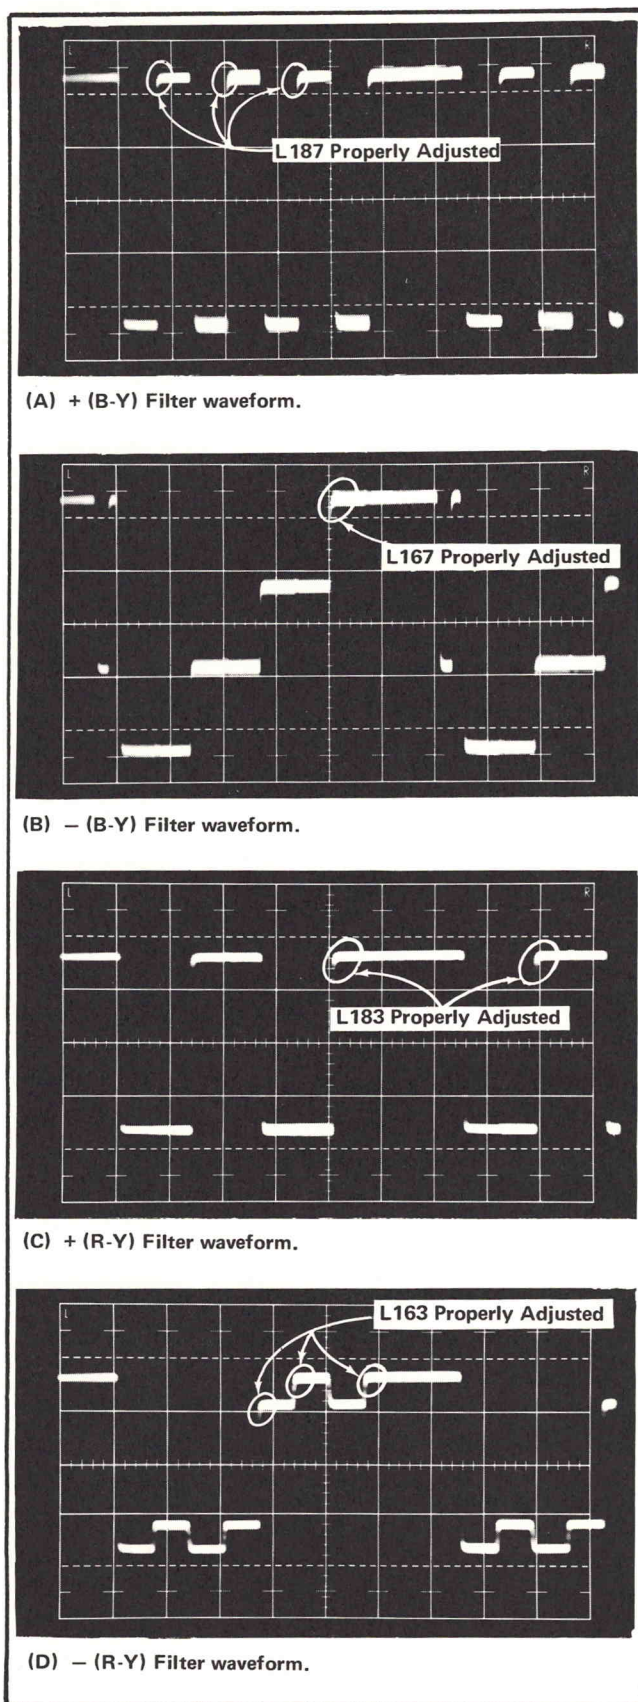 L R
L187 Properly Adjusted
(A) + (B-Y) Filter waveform.
L R
L167 Properly Adjusted
(B) – (B-Y) Filter waveform.
L R
L183 Properly Adjusted
(C) + (R-Y) Filter waveform.
L
L163 Properly Adjusted
(D) – (R-Y) Filter waveform.